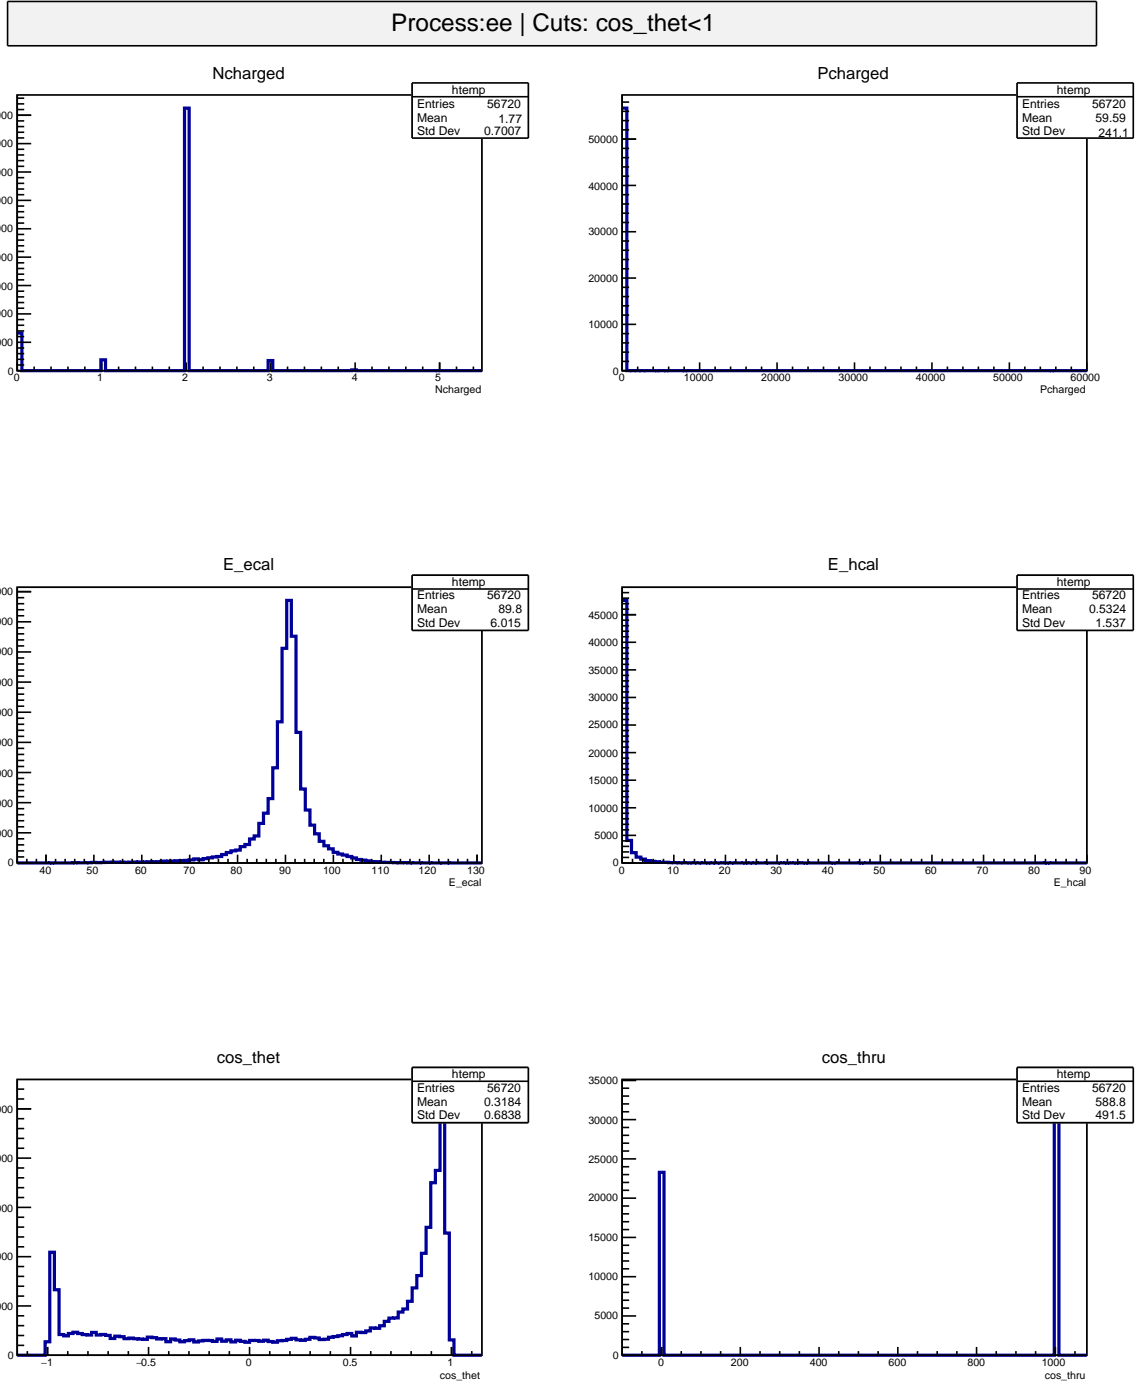 Process:ee | Cuts: cos_thet<1
Ncharged
htemp
Entries 56720
Mean 1.77
Std Dev 0.7007
0 1 2 3 4 5
Ncharged
Pcharged
htemp
Entries 56720
Mean 59.59
Std Dev 241.1
50000
40000
30000
20000
10000
0
0 10000 20000 30000 40000 50000 60000
Pcharged
E_ecal
htemp
Entries 56720
Mean 89.8
Std Dev 6.015
0
40 50 60 70 80 90 100 110 120 130
E_ecal
E_hcal
htemp
Entries 56720
Mean 0.5324
Std Dev 1.537
45000
40000
35000
30000
25000
20000
15000
10000
5000
0
0 10 20 30 40 50 60 70 80 90
E_hcal
cos_thet
htemp
Entries 56720
Mean 0.3184
Std Dev 0.6838
0
−1 −0.5 0 0.5 1
cos_thet
cos_thru
htemp
Entries 56720
Mean 588.8
Std Dev 491.5
35000
30000
25000
20000
15000
10000
5000
0
0 200 400 600 800 1000
cos_thru